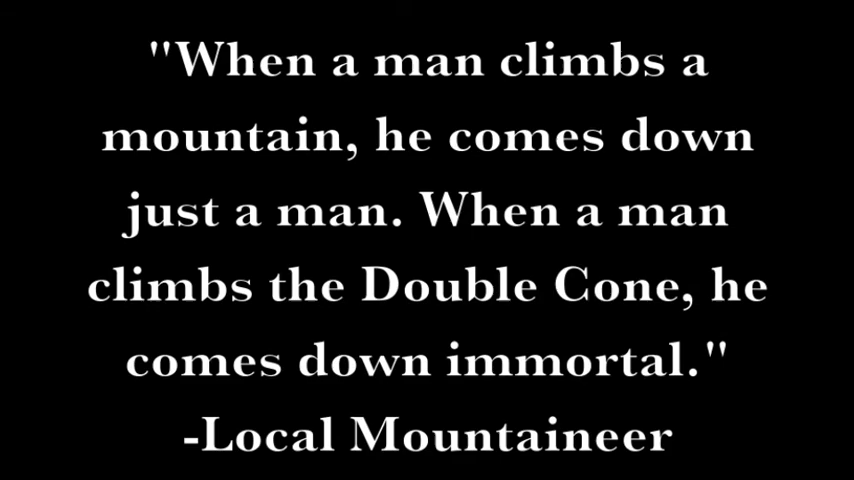 "When a man climbs a
mountain, he comes down
just a man. When a man
climbs the Double Cone, he
comes down immortal."
-Local Mountaineer